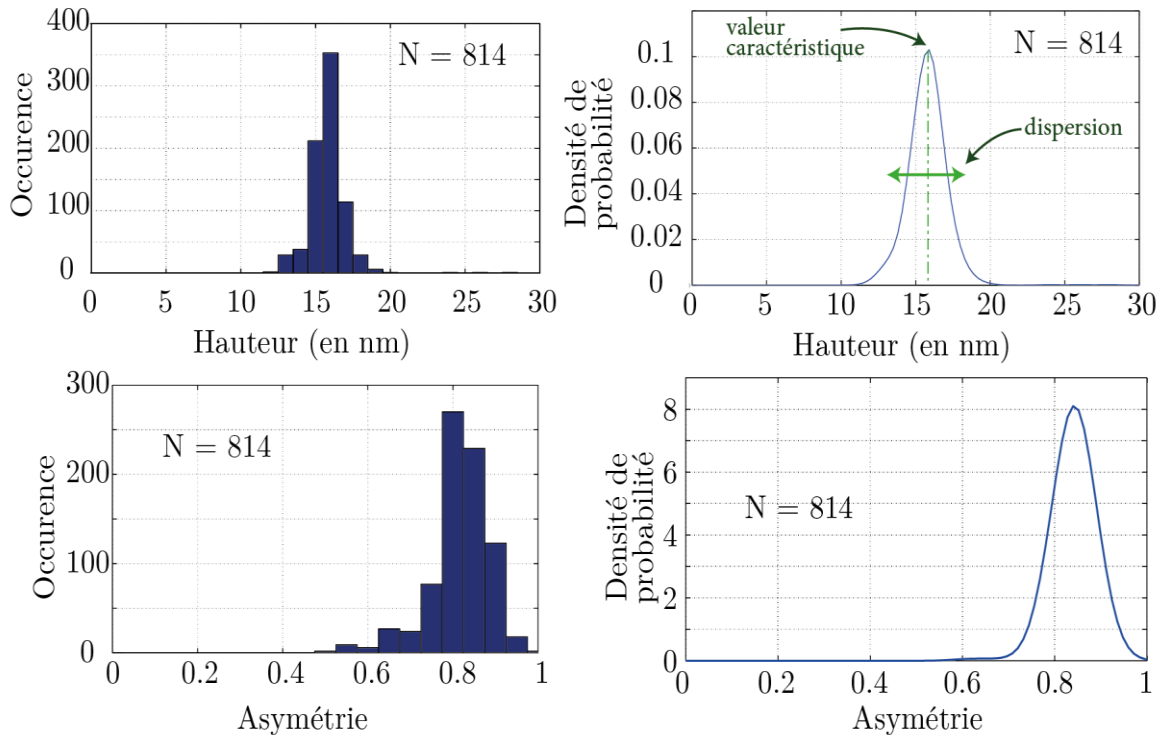 400
300
200
100
0
Occurence
N = 814
0 5 10 15 20 25 30
Hauteur (en nm)
valeur
caractéristique
N = 814
dispersion
0.1
0.08
0.06
0.04
0.02
0
Densité de
probabilité
0 5 10 15 20 25 30
Hauteur (en nm)
300
200
100
0
Occurence
N = 814
0 0.2 0.4 0.6 0.8 1
Asymétrie
8
6
4
2
0
Densité de
probabilité
N = 814
0 0.2 0.4 0.6 0.8 1
Asymétrie